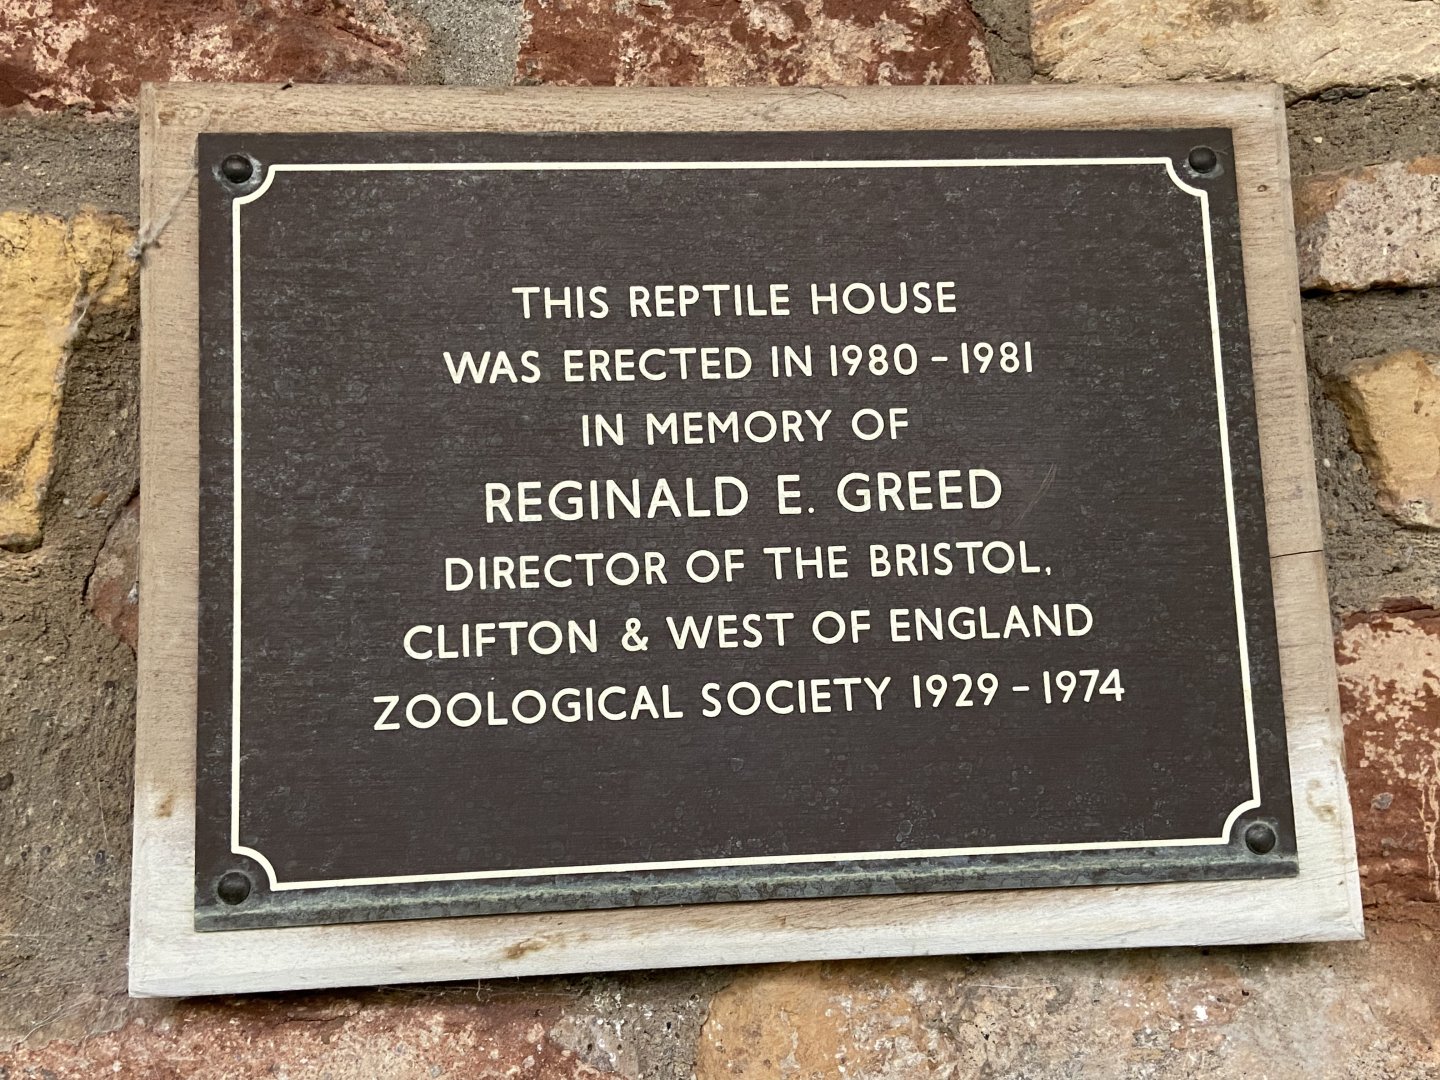 THIS REPTILE HOUSE
WAS ERECTED IN 1980 - 1981
IN MEMORY OF
REGINALD E. GREED
DIRECTOR OF THE BRISTOL,
CLIFTON & WEST OF ENGLAND
ZOOLOGICAL SOCIETY 1929 - 1974